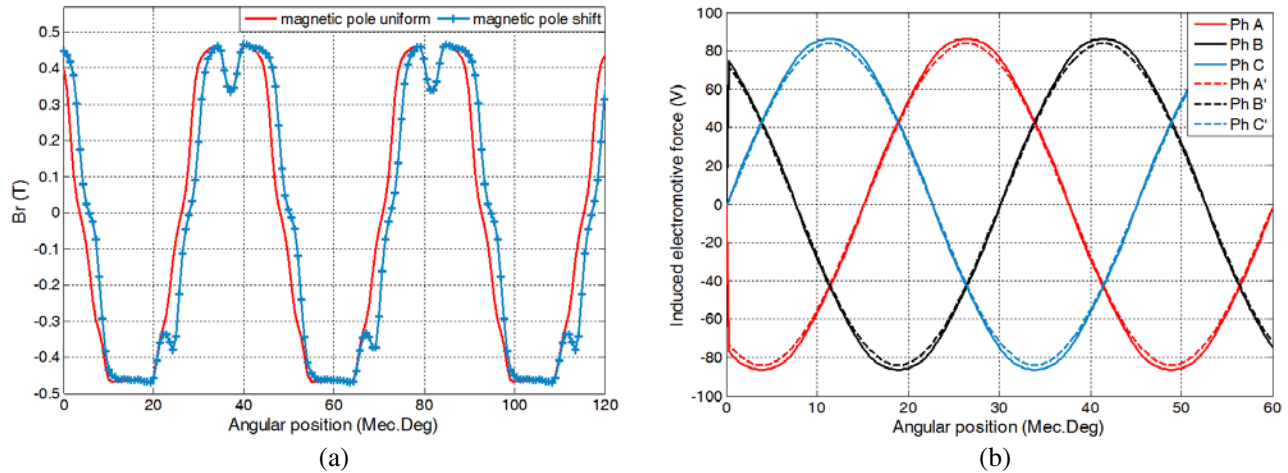 magnetic pole uniform
magnetic pole shift
0.5
0.4
0.3
0.2
0.1
0
-0.1
-0.2
-0.3
-0.4
-0.5
Br (T)
0 20 40 60 80 100 120
Angular position (Mec.Deg)
(a)
100
80
60
40
20
0
-20
-40
-60
-80
-100
Induced electromotive force (V)
Ph A
Ph B
Ph C
Ph A'
Ph B'
Ph C'
0 10 20 30 40 50 60
Angular position (Mec.Deg)
(b)